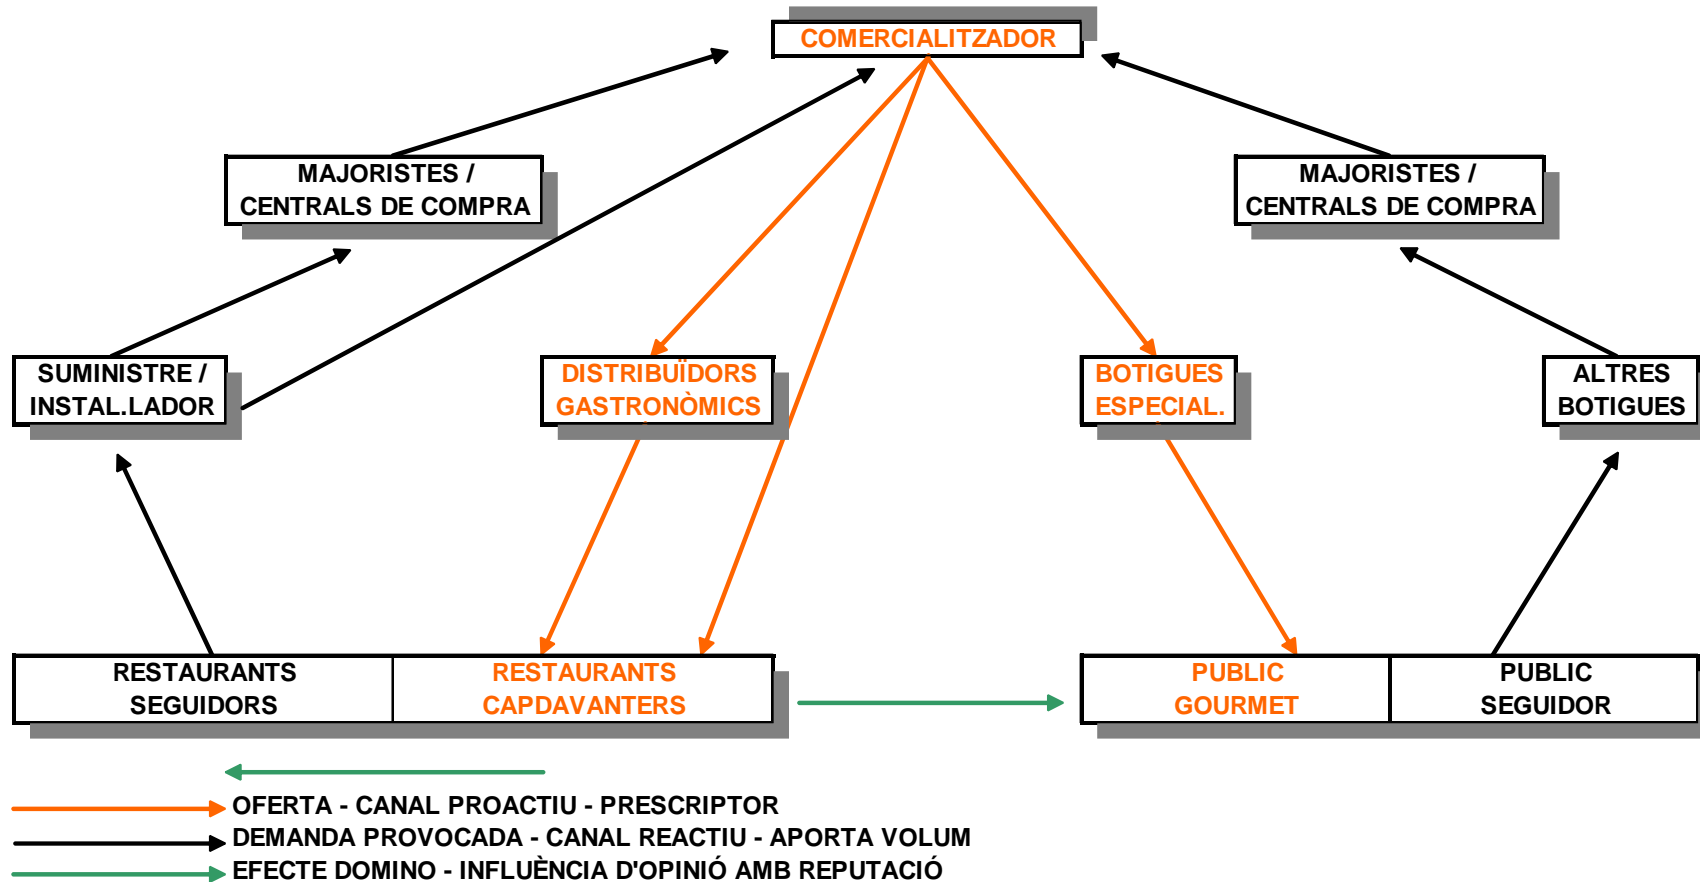 COMERCIALITZADOR
MAJORISTES /
CENTRALS DE COMPRA
MAJORISTES /
CENTRALS DE COMPRA
SUMINISTRE /
INSTAL.LADOR
DISTRIBUÏDORS
GASTRONÒMICS
BOTIGUES
ESPECIAL.
ALTRES
BOTIGUES
RESTAURANTS
SEGUIDORS
RESTAURANTS
CAPDAVANTERS
PUBLIC
GOURMET
PUBLIC
SEGUIDOR
OFERTA - CANAL PROACTIU - PRESCRIPTOR
DEMANDA PROVOCADA - CANAL REACTIU - APORTA VOLUM
EFECTE DOMINO - INFLUÈNCIA D'OPINIÓ AMB REPUTACIÓ